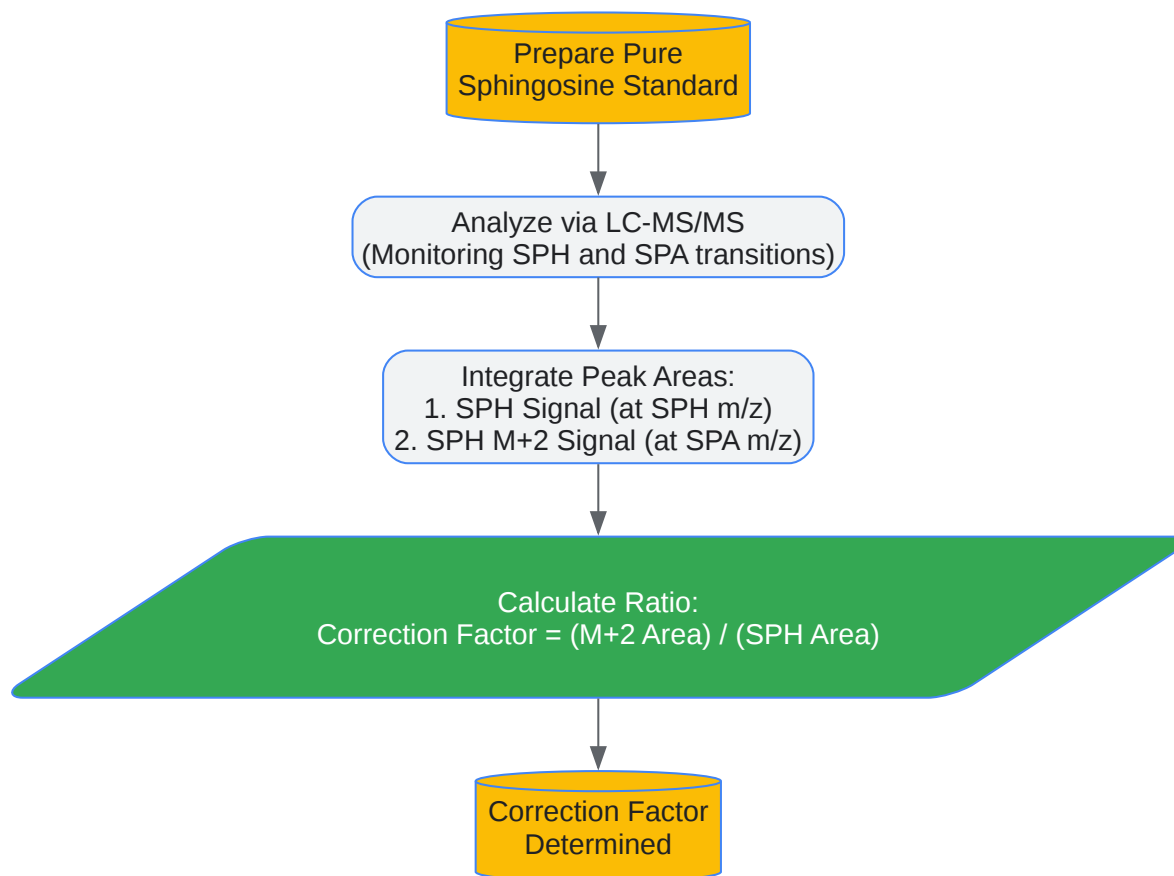 Prepare Pure
Sphingosine Standard
Analyze via LC-MS/MS
(Monitoring SPH and SPA transitions)
Integrate Peak Areas:
1. SPH Signal (at SPH m/z)
2. SPH M+2 Signal (at SPA m/z)
Calculate Ratio:
Correction Factor = (M+2 Area) / (SPH Area)
Correction Factor
Determined